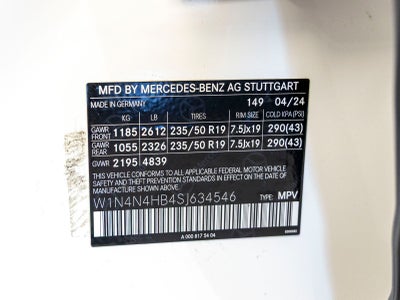 MFD BY MERCEDES-BENZ AG STUTTGART
MADE IN GERMANY 149 04/24
KG LB TIRES RIM SIZE COLD KPA (PSI)
GAWR FRONT 1185 2612 235/50 R19 7.5Jx19 290(43)
GAWR REAR 1055 2326 235/50 R19 7.5Jx19 290(43)
GVWR 2195 4839
THIS VEHICLE CONFORMS TO ALL APPLICABLE
FEDERAL MOTOR VEHICLE SAFETY, BUMPER,
AND THEFT PREVENTION STANDARDS IN EFFECT
ON THE DATE OF MANUFACTURE SHOWN ABOVE.
VEHICLE TYPE
W1N4N4HB4SJ634546 MPV
A 000 817 54 04